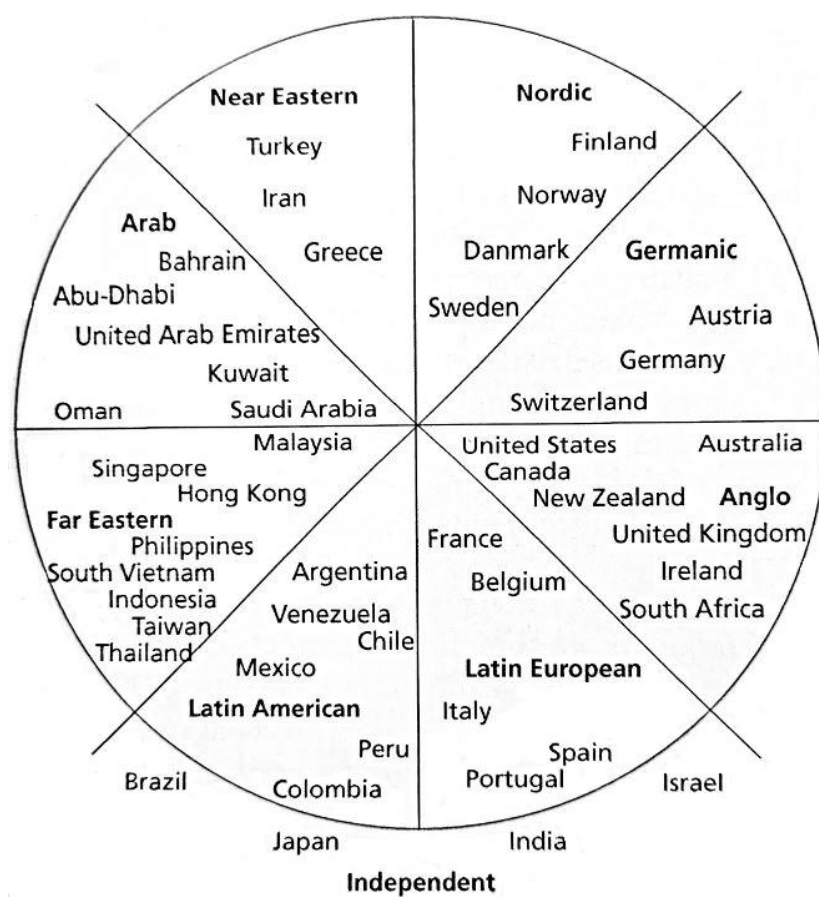 Near Eastern
Turkey
Iran
Greece
Nordic
Finland
Norway
Danmark
Sweden
Arab
Bahrain
Abu-Dhabi
United Arab Emirates
Kuwait
Oman
Saudi Arabia
Germanic
Austria
Germany
Switzerland
Malaysia
Singapore
Hong Kong
Far Eastern
Philippines
South Vietnam
Indonesia
Taiwan
Thailand
United States
Australia
Canada
New Zealand
Anglo
United Kingdom
Ireland
South Africa
Argentina
Venezuela
Chile
Mexico
Latin American
Peru
Colombia
France
Belgium
Latin European
Italy
Spain
Portugal
Brazil
Japan
India
Israel
Independent